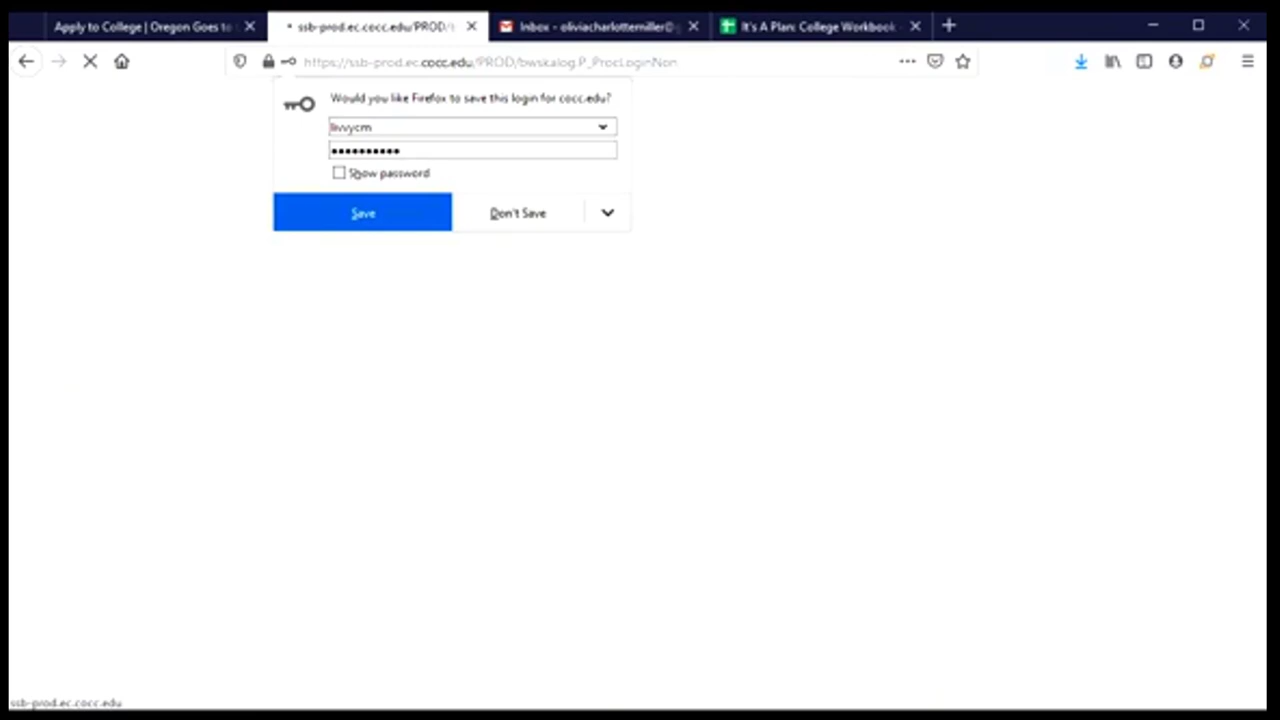 Apply to College | Oregon Goes to
ssb-prod.ec.cocc.edu/PROD/
Inbox - oliviacharlottemiller@
It's A Plan: College Workbook -
https://ssb-prod.ec.cocc.edu/PROD/bwskalog.P_ProcLoginNon
Would you like Firefox to save this login for cocc.edu?
livvycm
Show password
Save
Don't Save
ssb-prod.ec.cocc.edu